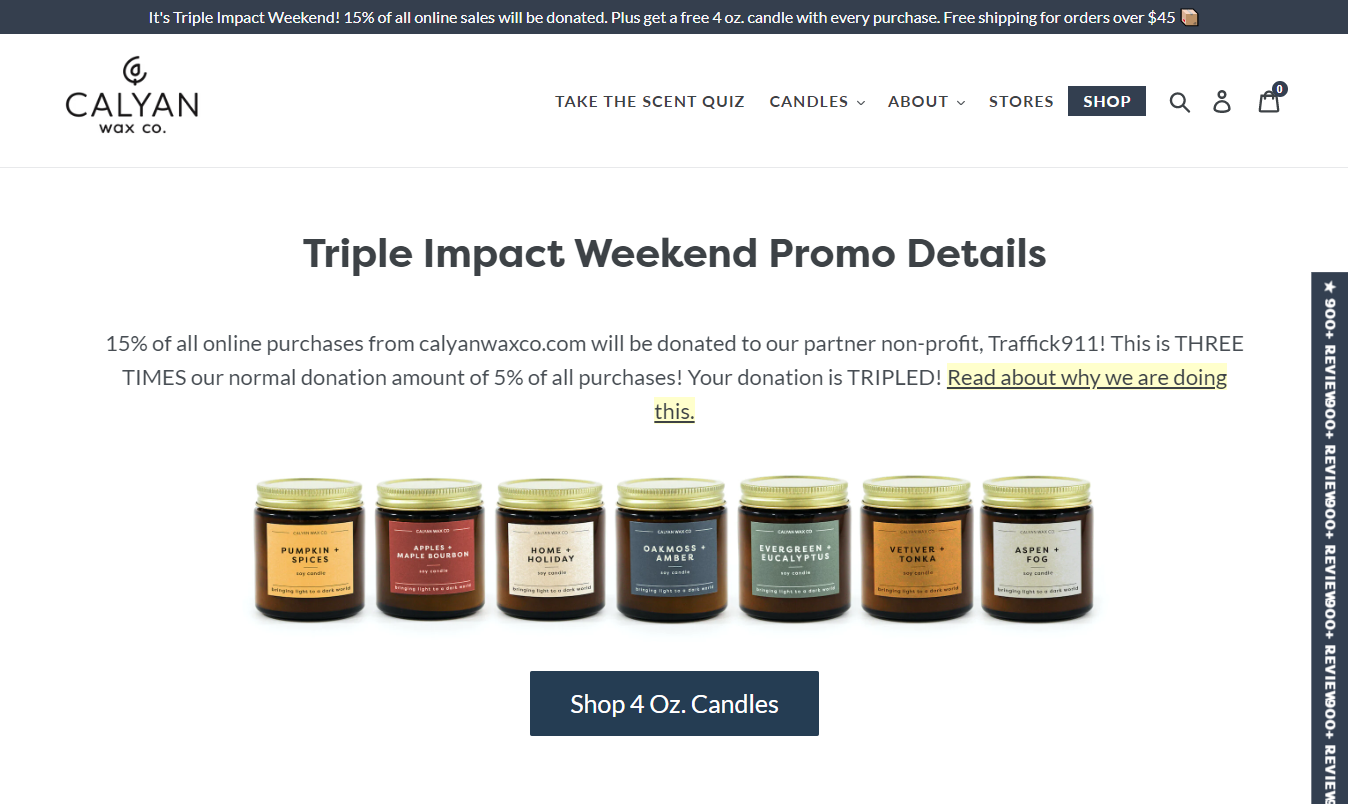 It's Triple Impact Weekend! 15% of all online sales will be donated. Plus get a free 4 oz. candle with every purchase. Free shipping for orders over $45
CALYAN
wax co.
TAKE THE SCENT QUIZ CANDLES ABOUT STORES SHOP 0
Triple Impact Weekend Promo Details
15% of all online purchases from calyanwaxco.com will be donated to our partner non-profit, Traffick911! This is THREE
TIMES our normal donation amount of 5% of all purchases! Your donation is TRIPLED! Read about why we are doing
this.
CALYAN WAX CO
PUMPKIN +
SPICES
soy candle
bringing light to a dark world
CALYAN WAX CO
APPLES +
MAPLE BOURBON
soy candle
bringing light to a dark world
CALYAN WAX CO
HOME +
HOLIDAY
soy candle
bringing light to a dark world
CALYAN WAX CO
OAKMOSS +
AMBER
soy candle
bringing light to a dark world
CALYAN WAX CO
EVERGREEN +
EUCALYPTUS
soy candle
bringing light to a dark world
CALYAN WAX CO
VETIVER +
TONKA
soy candle
bringing light to a dark world
CALYAN WAX CO
ASPEN +
FOG
soy candle
bringing light to a dark world
Shop 4 Oz. Candles
★ 900+ REVIEW
900+ REVIEW
900+ REVIEW
900+ REVIEW
900+ REVIEW